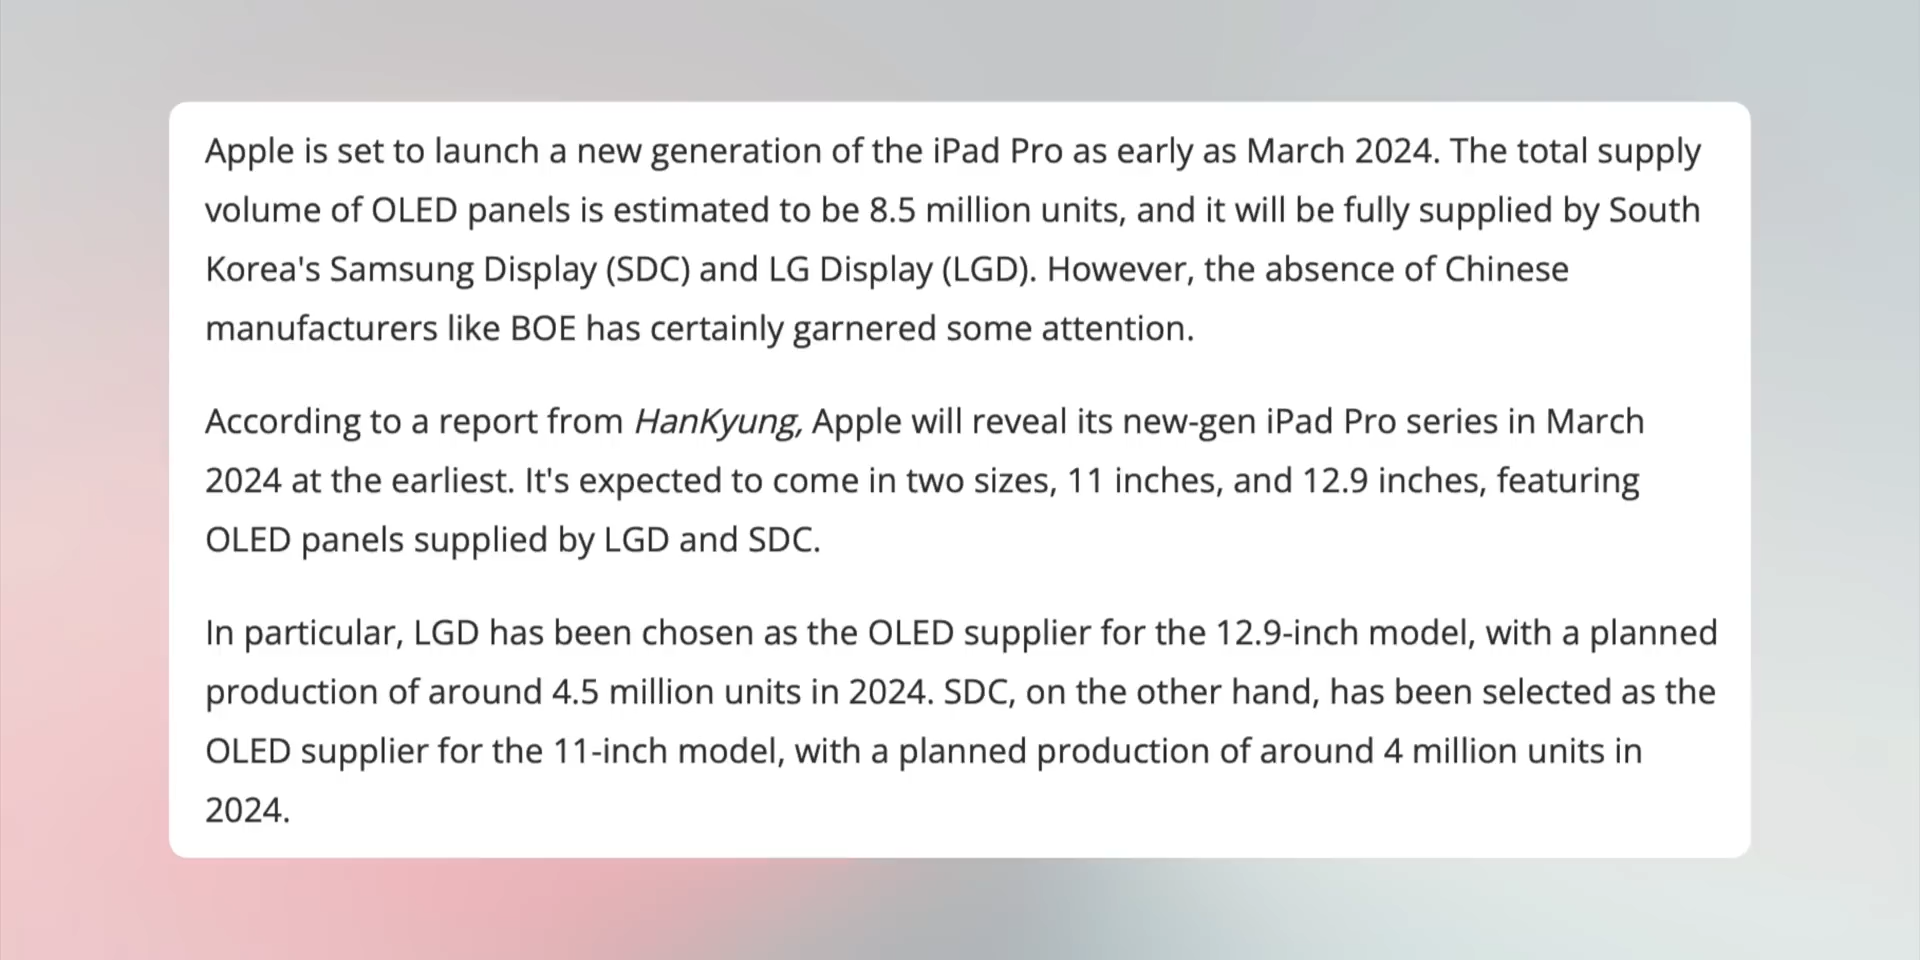 Apple is set to launch a new generation of the iPad Pro as early as March 2024. The total supply
volume of OLED panels is estimated to be 8.5 million units, and it will be fully supplied by South
Korea's Samsung Display (SDC) and LG Display (LGD). However, the absence of Chinese
manufacturers like BOE has certainly garnered some attention.
According to a report from HanKyung, Apple will reveal its new-gen iPad Pro series in March
2024 at the earliest. It's expected to come in two sizes, 11 inches, and 12.9 inches, featuring
OLED panels supplied by LGD and SDC.
In particular, LGD has been chosen as the OLED supplier for the 12.9-inch model, with a planned
production of around 4.5 million units in 2024. SDC, on the other hand, has been selected as the
OLED supplier for the 11-inch model, with a planned production of around 4 million units in
2024.